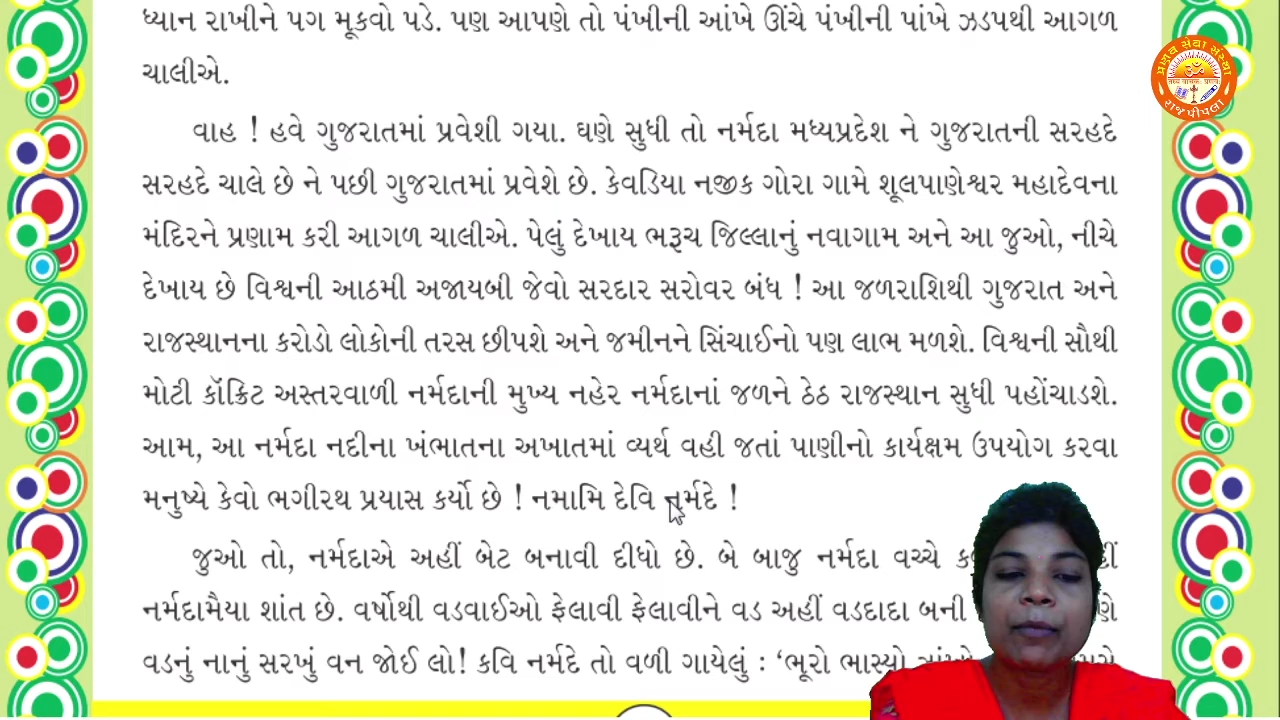 ધ્યાન રાખીને પગ મૂકવો પડે. પણ આપણે તો પંખીની આંખે ઊંચે પંખીની પાંખે ઝડપથી આગળ
ચાલીએ.
વાહ ! હવે ગુજરાતમાં પ્રવેશી ગયા. ઘણે સુધી તો નર્મદા મધ્યપ્રદેશ ને ગુજરાતની સરહદે
સરહદે ચાલે છે ને પછી ગુજરાતમાં પ્રવેશે છે. કેવડિયા નજીક ગોરા ગામે શૂલપાણેશ્વર મહાદેવના
મંદિરને પ્રણામ કરી આગળ ચાલીએ. પેલું દેખાય ભરૂચ જિલ્લાનું નવાગામ અને આ જુઓ, નીચે
દેખાય છે વિશ્વની આઠમી અજાયબી જેવો સરદાર સરોવર બંધ ! આ જળરાશિથી ગુજરાત અને
રાજસ્થાનના કરોડો લોકોની તરસ છીપશે અને જમીનને સિંચાઈનો પણ લાભ મળશે. વિશ્વની સૌથી
મોટી કૉંક્રિટ અસ્તરવાળી નર્મદાની મુખ્ય નહેર નર્મદાનાં જળને ઠેઠ રાજસ્થાન સુધી પહોંચાડશે.
આમ, આ નર્મદા નદીના ખંભાતના અખાતમાં વ્યર્થ વહી જતાં પાણીનો કાર્યક્ષમ ઉપયોગ કરવા
મનુષ્યે કેવો ભગીરથ પ્રયાસ કર્યો છે ! નમામિ દેવિ નર્મદે !
જુઓ તો, નર્મદાએ અહીં બેટ બનાવી દીધો છે. બે બાજુ નર્મદા વચ્ચે
નર્મદામૈયા શાંત છે. વર્ષોથી વડવાઈઓ ફેલાવી ફેલાવીને વડ અહીં વડદાદા બની
વડનું નાનું સરખું વન જોઈ લો! કવિ નર્મદે તો વળી ગાયેલું : ‘ભૂરો ભાસ્યો
પ્રણવ સેવા સંસ્થા
ૐ
તસ્ય વાચકઃ પ્રણવઃ
રાજપીપલા